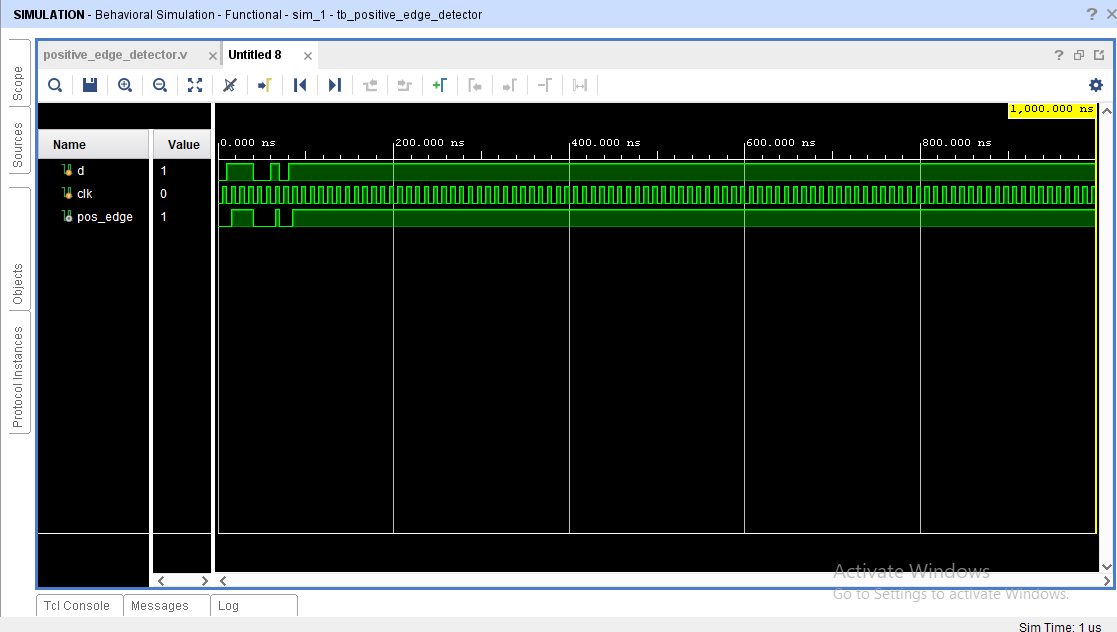 SIMULATION - Behavioral Simulation - Functional - sim_1 - tb_positive_edge_detector
positive_edge_detector.v
Untitled 8
Scope
Sources
Objects
Protocol Instances
1,000.000 ns
Name
Value
0.000 ns
200.000 ns
400.000 ns
600.000 ns
800.000 ns
d
1
clk
0
pos_edge
1
Activate Windows
Go to Settings to activate Windows.
Tcl Console
Messages
Log
Sim Time: 1 us